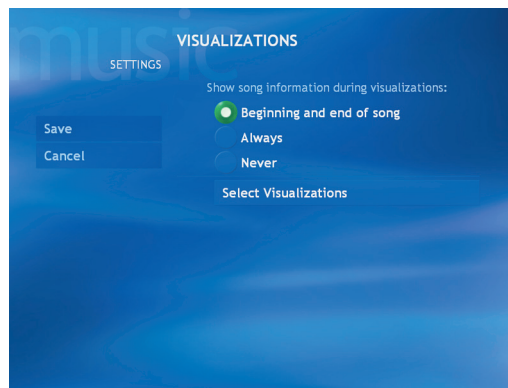 music
VISUALIZATIONS
SETTINGS
Show song information during visualizations:
Beginning and end of song
Save
Always
Cancel
Never
Select Visualizations